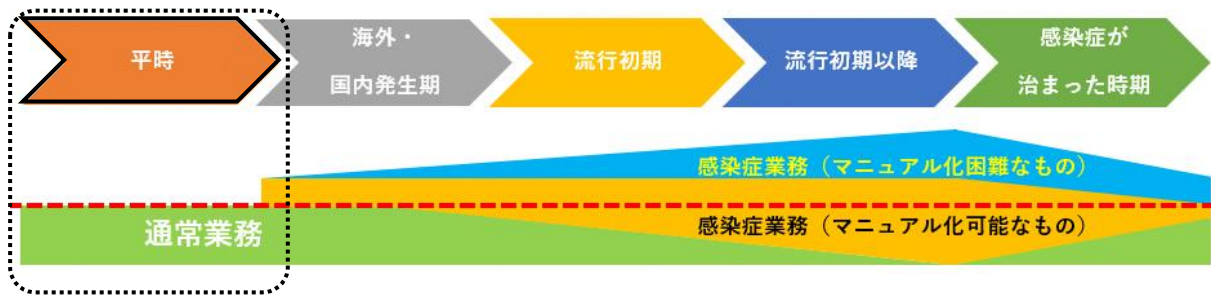 平時
海外・
国内発生期
流行初期
流行初期以降
感染症が
治まった時期
感染症業務（マニュアル化困難なもの）
通常業務
感染症業務（マニュアル化可能なもの）